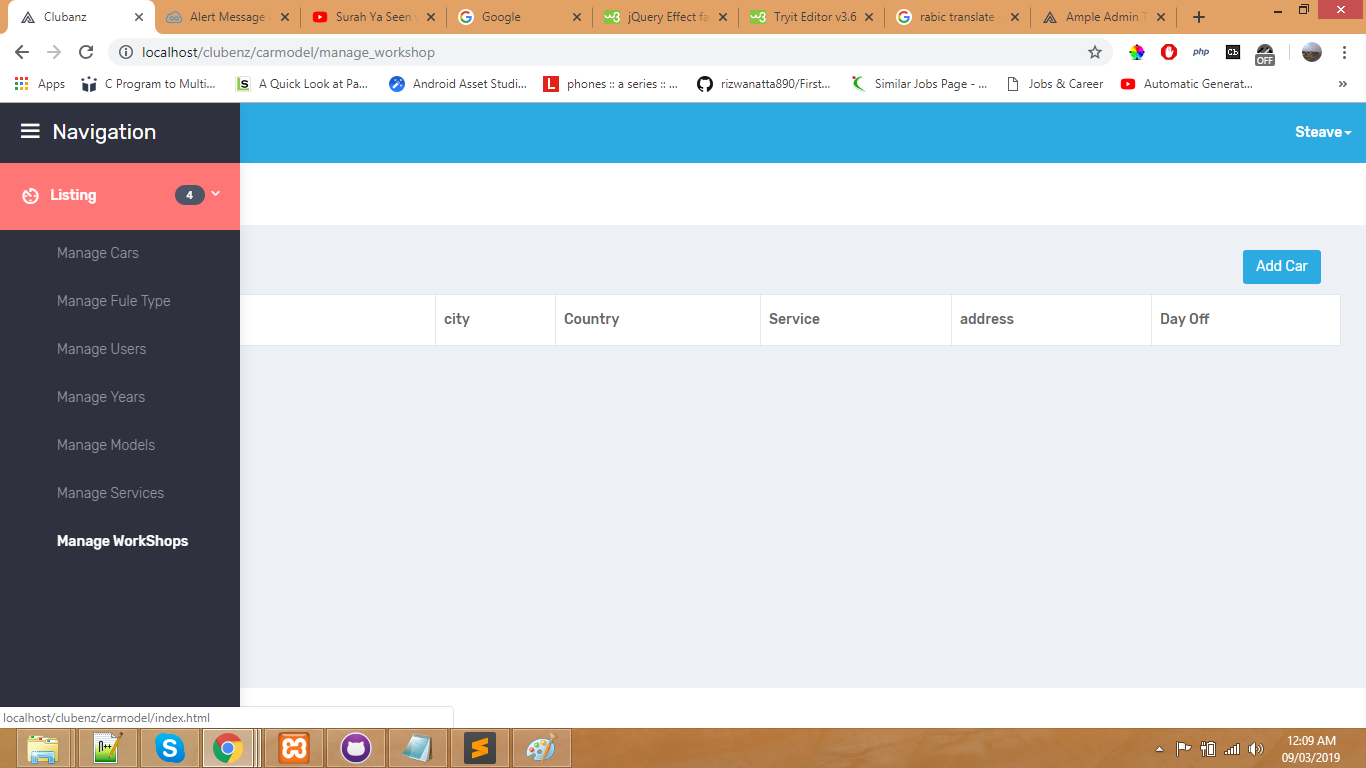 Clubanz
Alert Message
Surah Ya Seen
Google
jQuery Effect fa
Tryit Editor v3.6
rabic translate
Ample Admin T
localhost/clubenz/carmodel/manage_workshop
php
Cb
OFF
Apps
C Program to Multi...
S
A Quick Look at Pa...
Android Asset Studi...
L
phones :: a series :: ...
rizwanatta890/First...
Similar Jobs Page - ...
Jobs & Career
Automatic Generat...
»
Navigation
Steave
Listing
4
Manage Cars
Manage Fule Type
Manage Users
Manage Years
Manage Models
Manage Services
Manage WorkShops
Add Car
city
Country
Service
address
Day Off
localhost/clubenz/carmodel/index.html
12:09 AM
09/03/2019